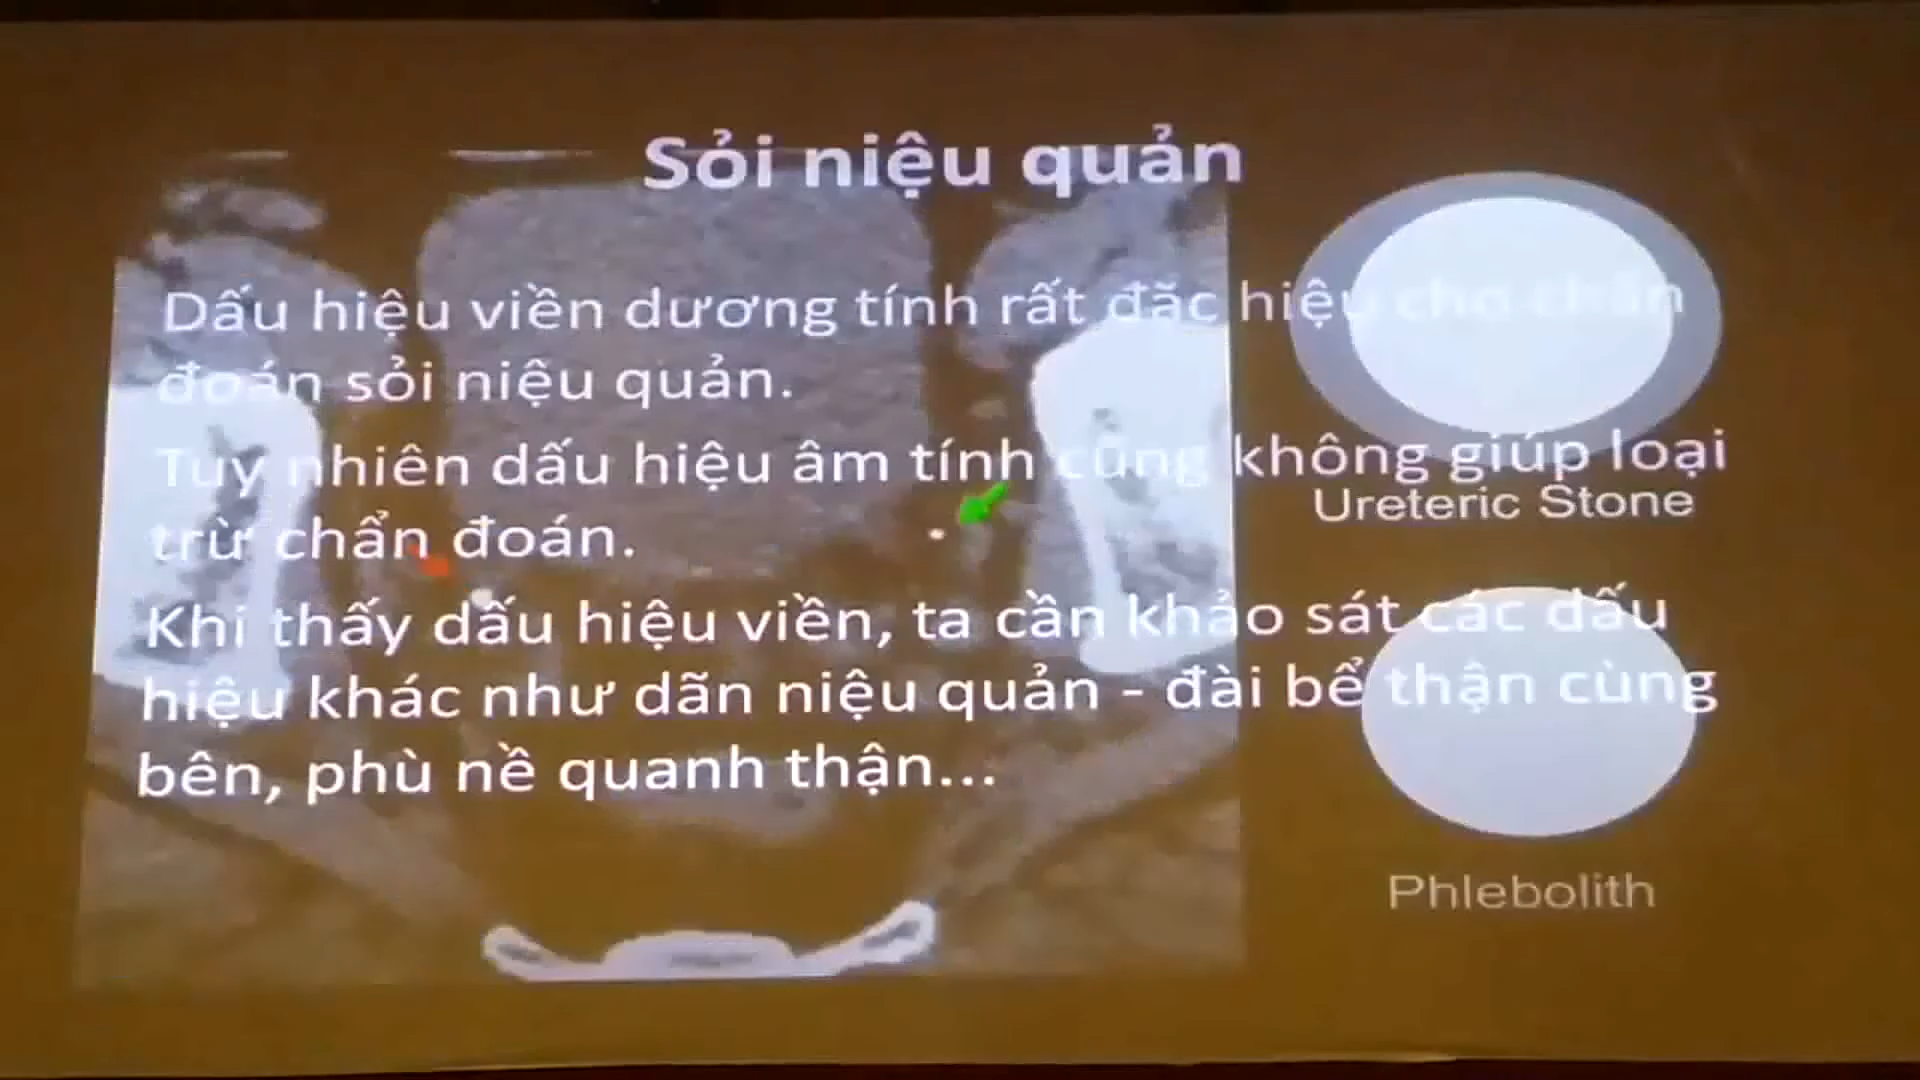 Sỏi niệu quản
Dấu hiệu viền dương tính rất đặc hiệu cho chẩn
đoán sỏi niệu quản.
Tuy nhiên dấu hiệu âm tính cũng không giúp loại
trừ chẩn đoán.
Khi thấy dấu hiệu viền, ta cần khảo sát các dấu
hiệu khác như dãn niệu quản - đài bể thận cùng
bên, phù nề quanh thận...
Ureteric Stone
Phlebolith